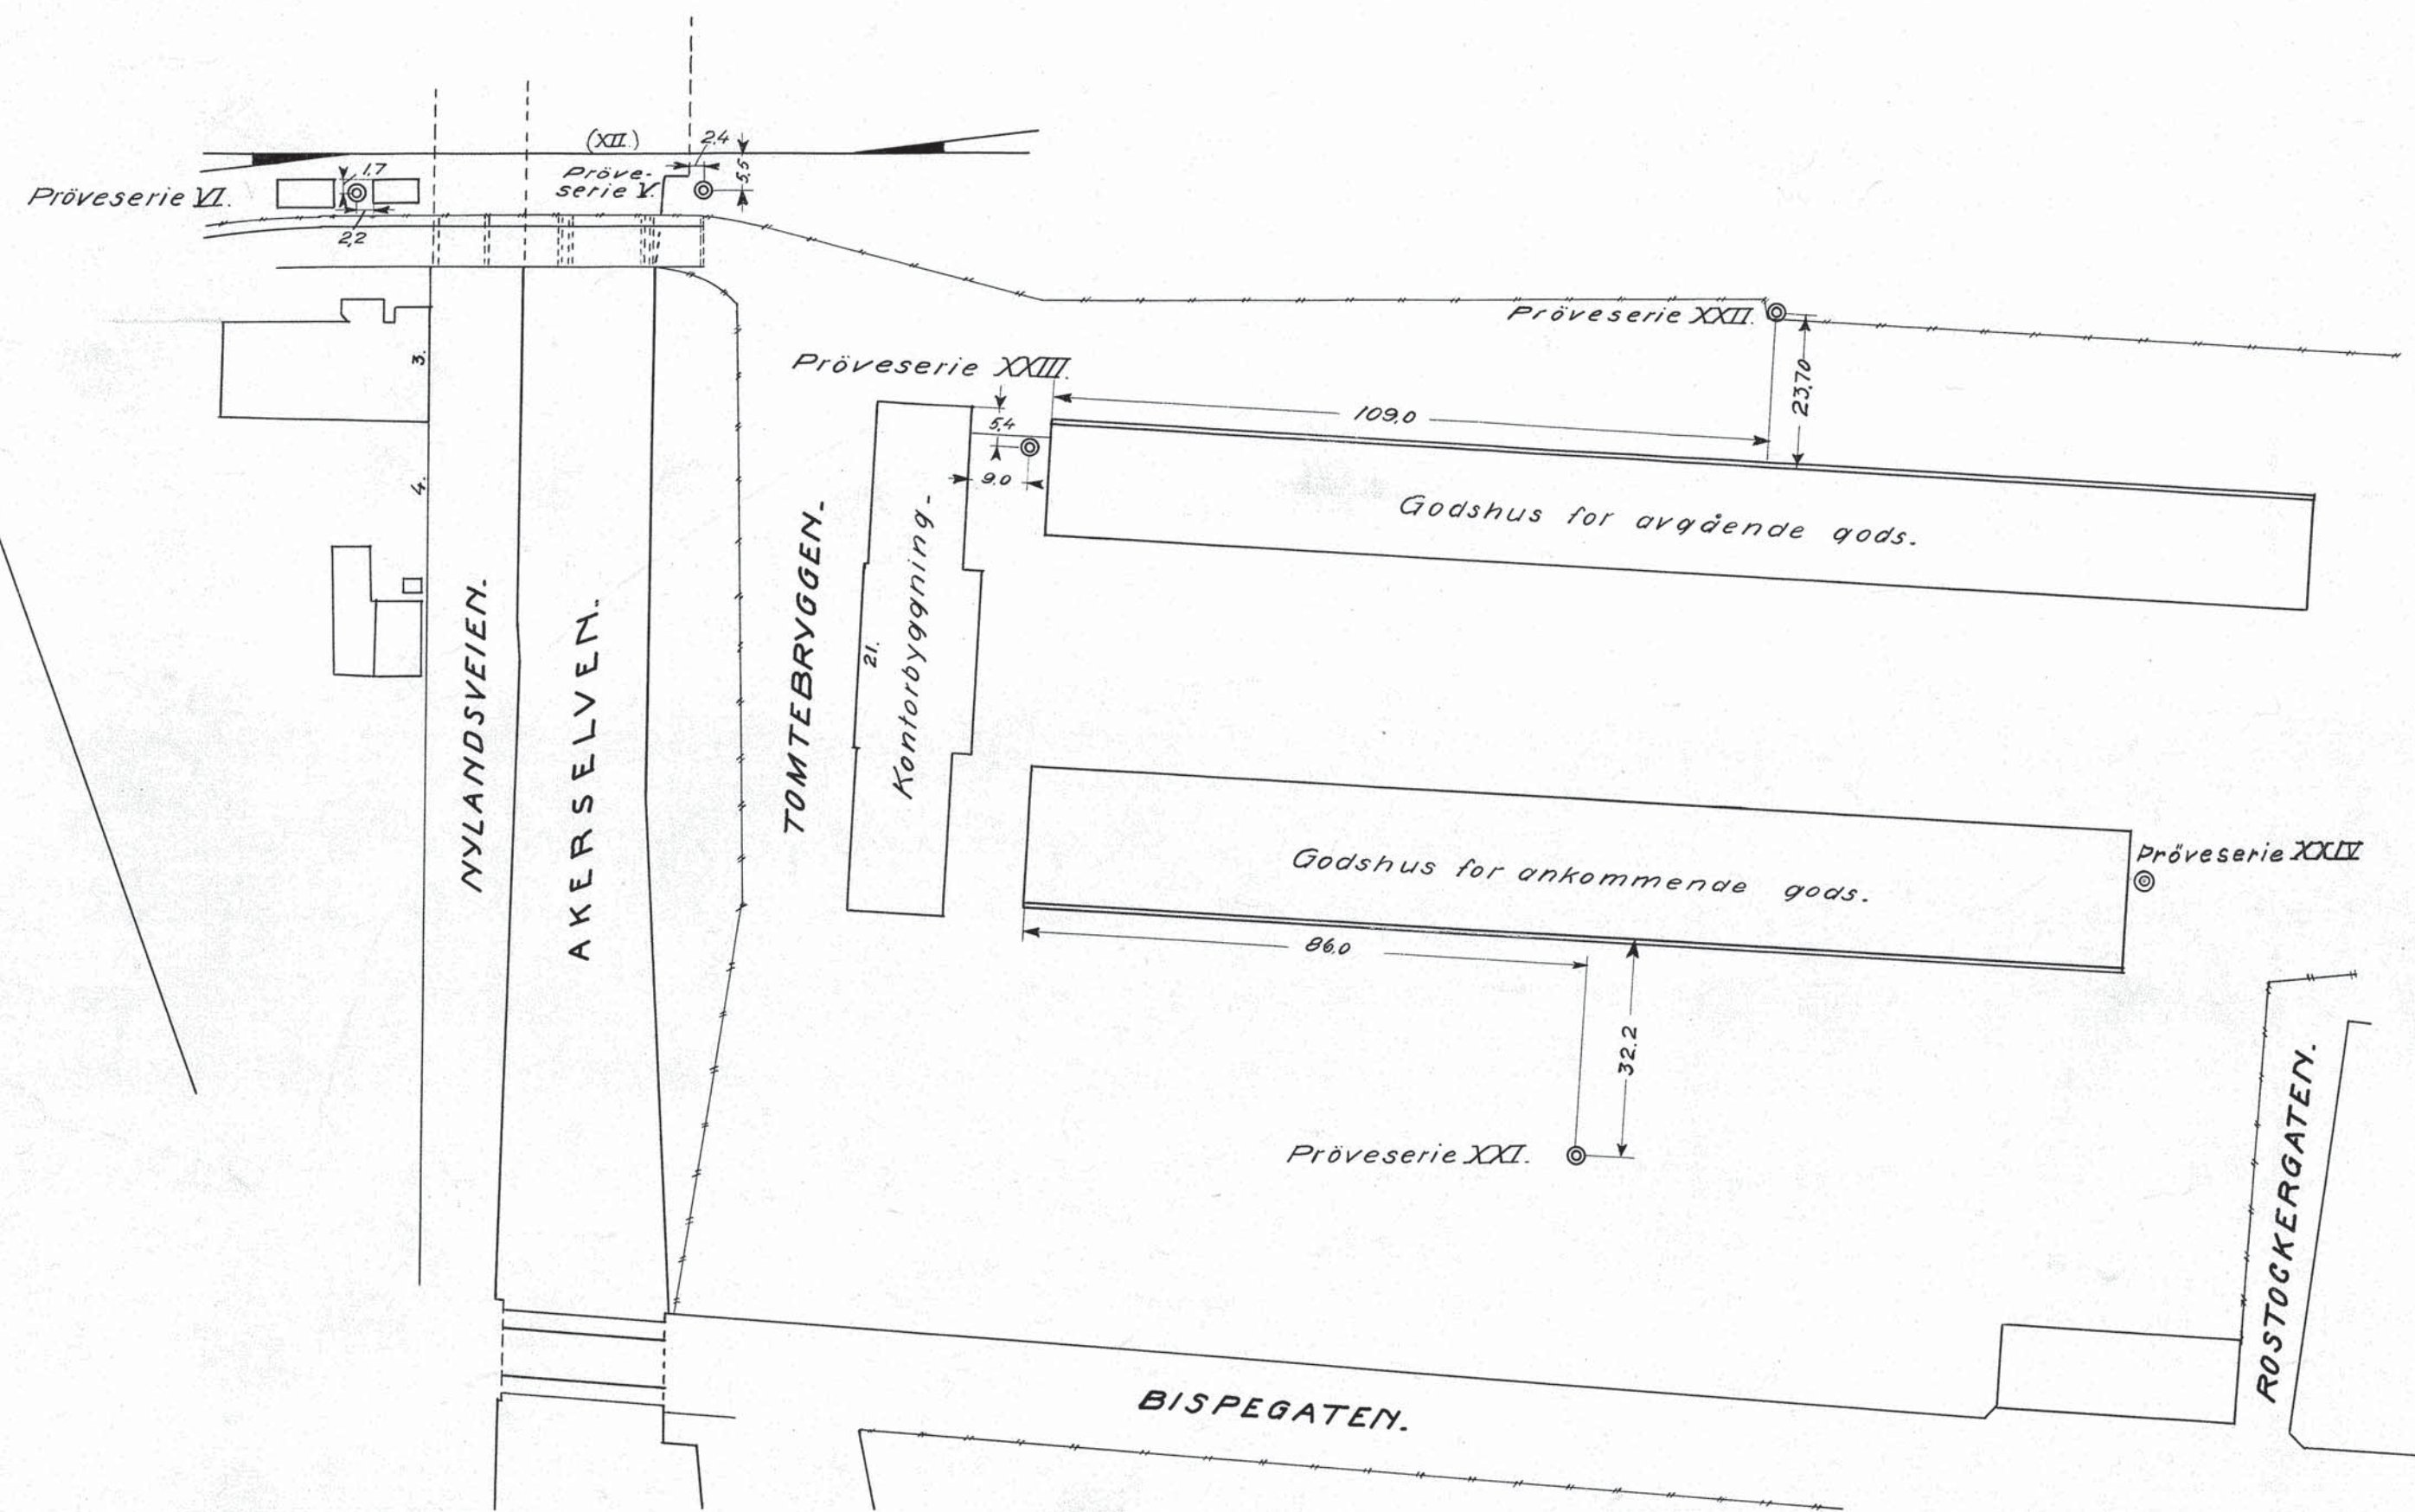 (XII.)
2,4
5,5
1,7
Pröveserie VI.
Pröve-
serie V.
2,2
Pröveserie XXII.
3.
Pröveserie XXIII.
23,70
109,0
5,4
9.0
4.
Godshus for avgående gods.
NYLANDSVEIEN.
AKERSELVEN.
TOMTEBRYGGEN.
21.
Kontorbyggning.
Godshus for ankommende gods.
Pröveserie XXIV
86.0
32.2
Pröveserie XXI.
ROSTOCKERGATEN.
BISPEGATEN.